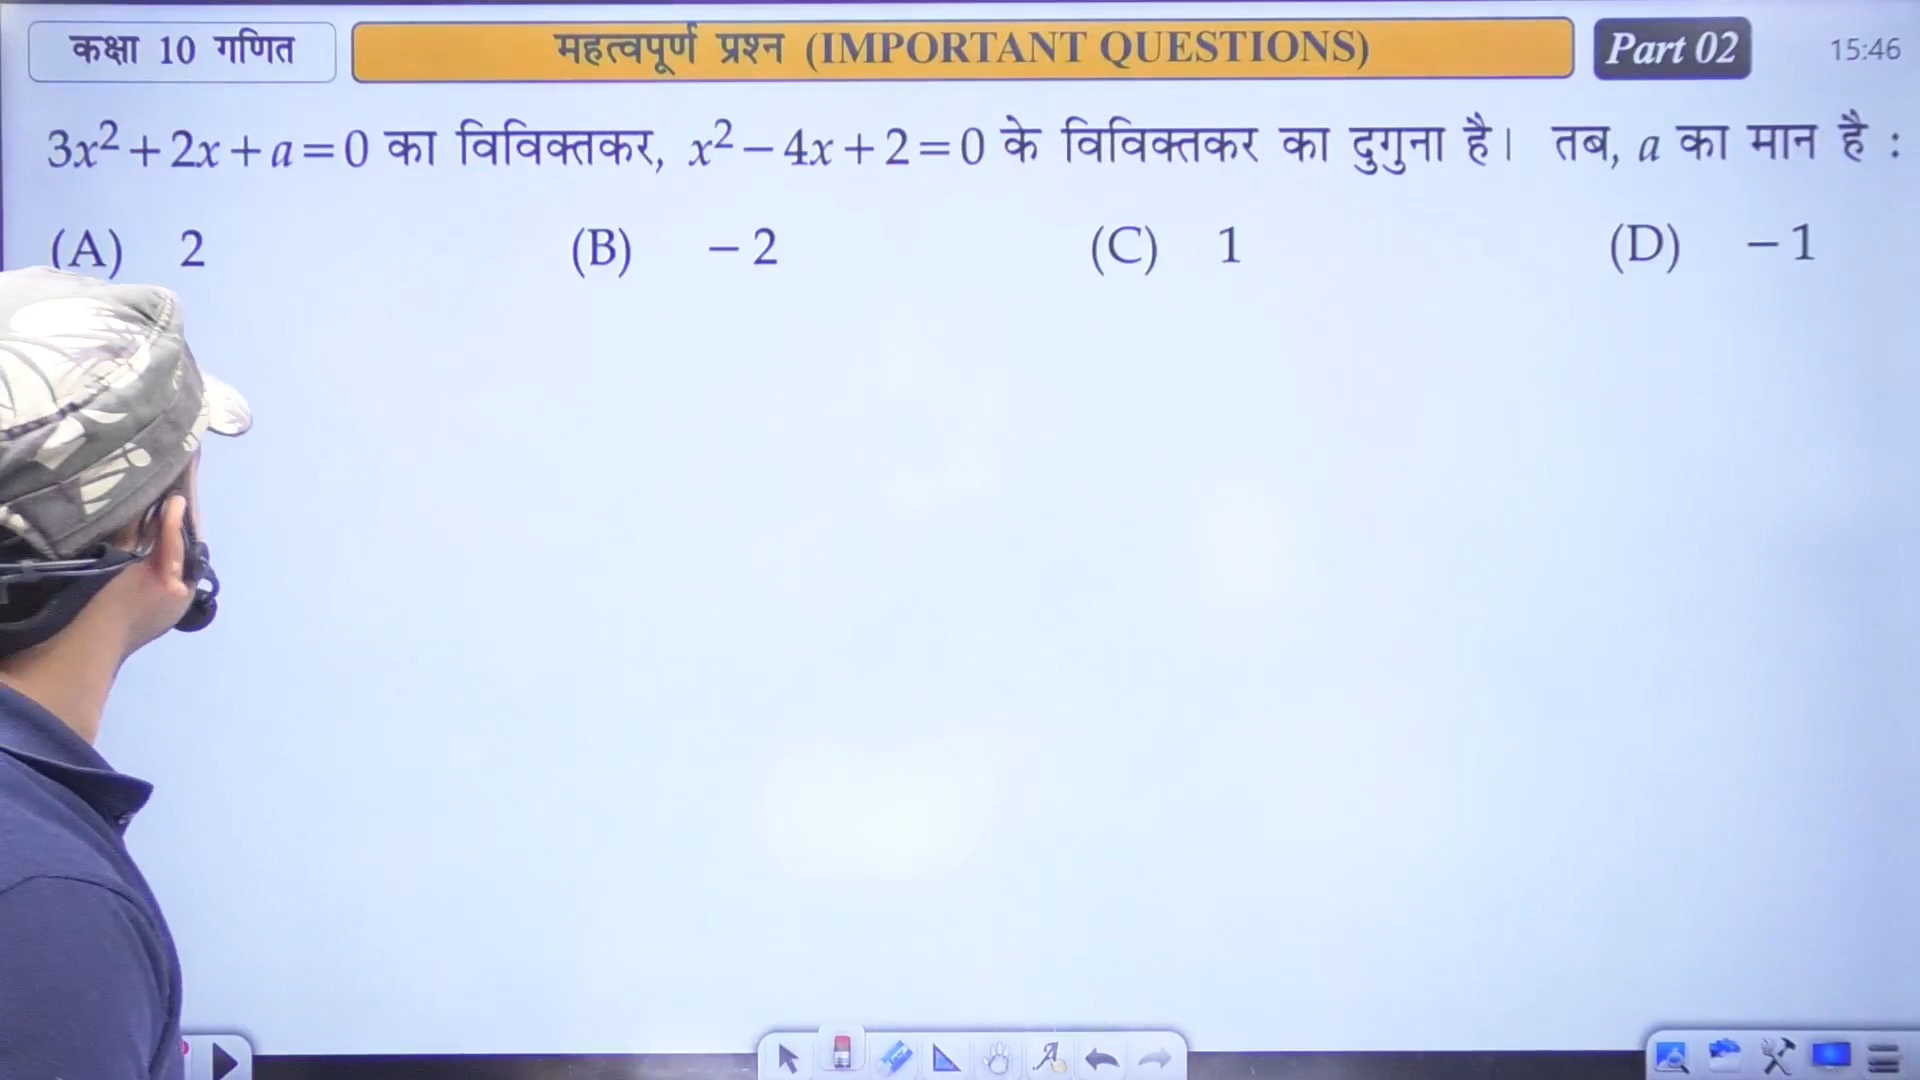 कक्षा 10 गणित
महत्वपूर्ण प्रश्न (IMPORTANT QUESTIONS)
Part 02
15:46
3x²+2x+a=0 का विविक्तकर, x²−4x+2=0 के विविक्तकर का दुगुना है। तब, a का मान है :
(A) 2 (B) −2 (C) 1 (D) −1